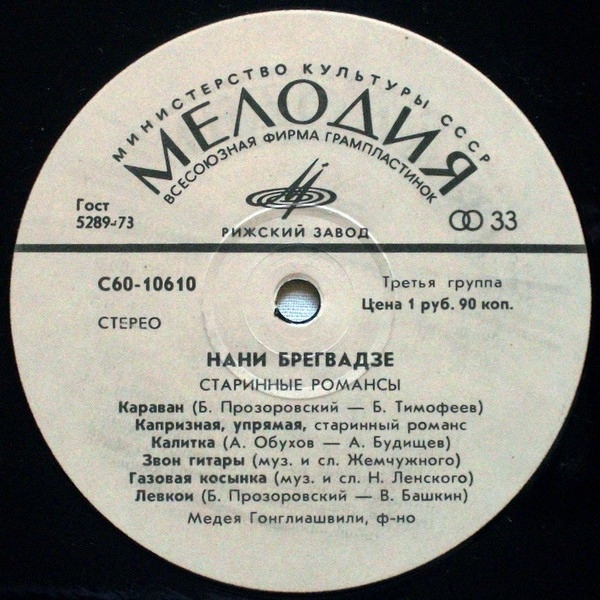 МИНИСТЕРСТВО КУЛЬТУРЫ СССР
МЕЛОДИЯ
ВСЕСОЮЗНАЯ ФИРМА ГРАМПЛАСТИНОК
Гост
5289-73
33
РИЖСКИЙ ЗАВОД
С60-10610
Третья группа
Цена 1 руб. 90 коп.
СТЕРЕО
НАНИ БРЕГВАДЗЕ
СТАРИННЫЕ РОМАНСЫ
Караван (Б. Прозоровский — Б. Тимофеев)
Капризная, упрямая, старинный романс
Калитка (А. Обухов — А. Будищев)
Звон гитары (муз. и сл. Жемчужного)
Газовая косынка (муз. и сл. Н. Ленского)
Левкои (Б. Прозоровский — В. Башкин)
Медея Гонглиашвили, ф-но